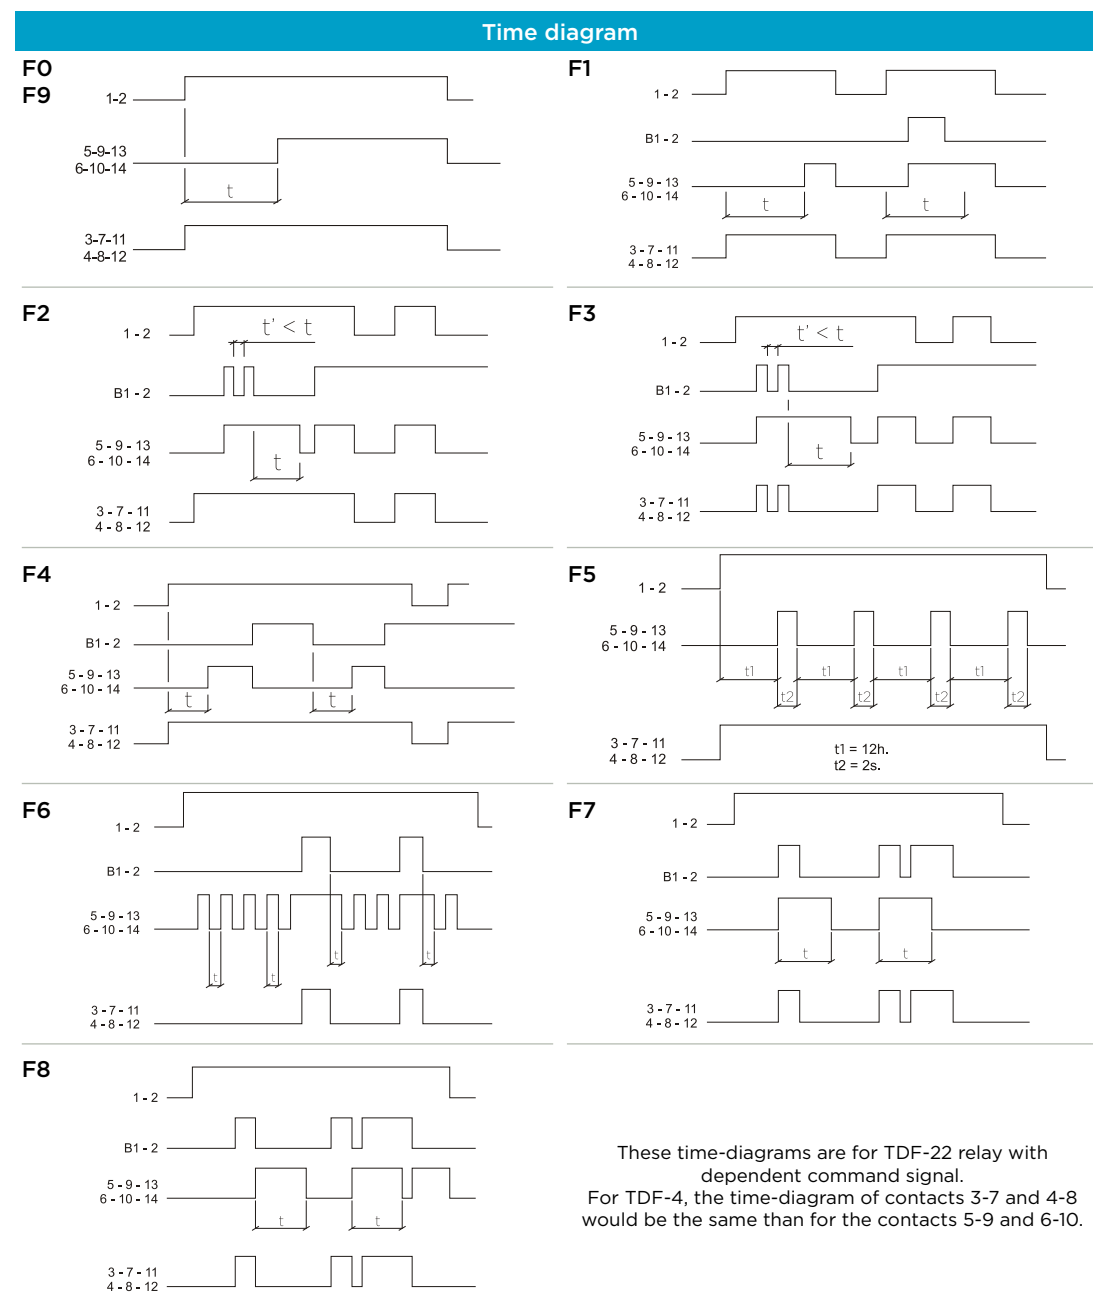 Time diagram
F0
F9
1-2
5-9-13
6-10-14
t
3-7-11
4-8-12
F1
1 - 2
B1 - 2
5 - 9 - 13
6 - 10 - 14
t
t
3 - 7 - 11
4 - 8 - 12
F2
1 - 2
t' < t
B1 - 2
5 - 9 - 13
6 - 10 - 14
t
3 - 7 - 11
4 - 8 - 12
F3
1 - 2
t' < t
B1 - 2
5 - 9 - 13
6 - 10 - 14
t
3 - 7 - 11
4 - 8 - 12
F4
1 - 2
B1 - 2
5 - 9 - 13
6 - 10 - 14
t
t
3 - 7 - 11
4 - 8 - 12
F5
1 - 2
5 - 9 - 13
6 - 10 - 14
t1
t1
t1
t1
t2
t2
t2
t2
3 - 7 - 11
4 - 8 - 12
t1 = 12h.
t2 = 2s.
F6
1 - 2
B1 - 2
5 - 9 - 13
6 - 10 - 14
t
t
t
t
3 - 7 - 11
4 - 8 - 12
F7
1 - 2
B1 - 2
5 - 9 - 13
6 - 10 - 14
t
t
3 - 7 - 11
4 - 8 - 12
F8
1 - 2
B1 - 2
5 - 9 - 13
6 - 10 - 14
t
t
3 - 7 - 11
4 - 8 - 12
These time-diagrams are for TDF-22 relay with
dependent command signal.
For TDF-4, the time-diagram of contacts 3-7 and 4-8
would be the same than for the contacts 5-9 and 6-10.